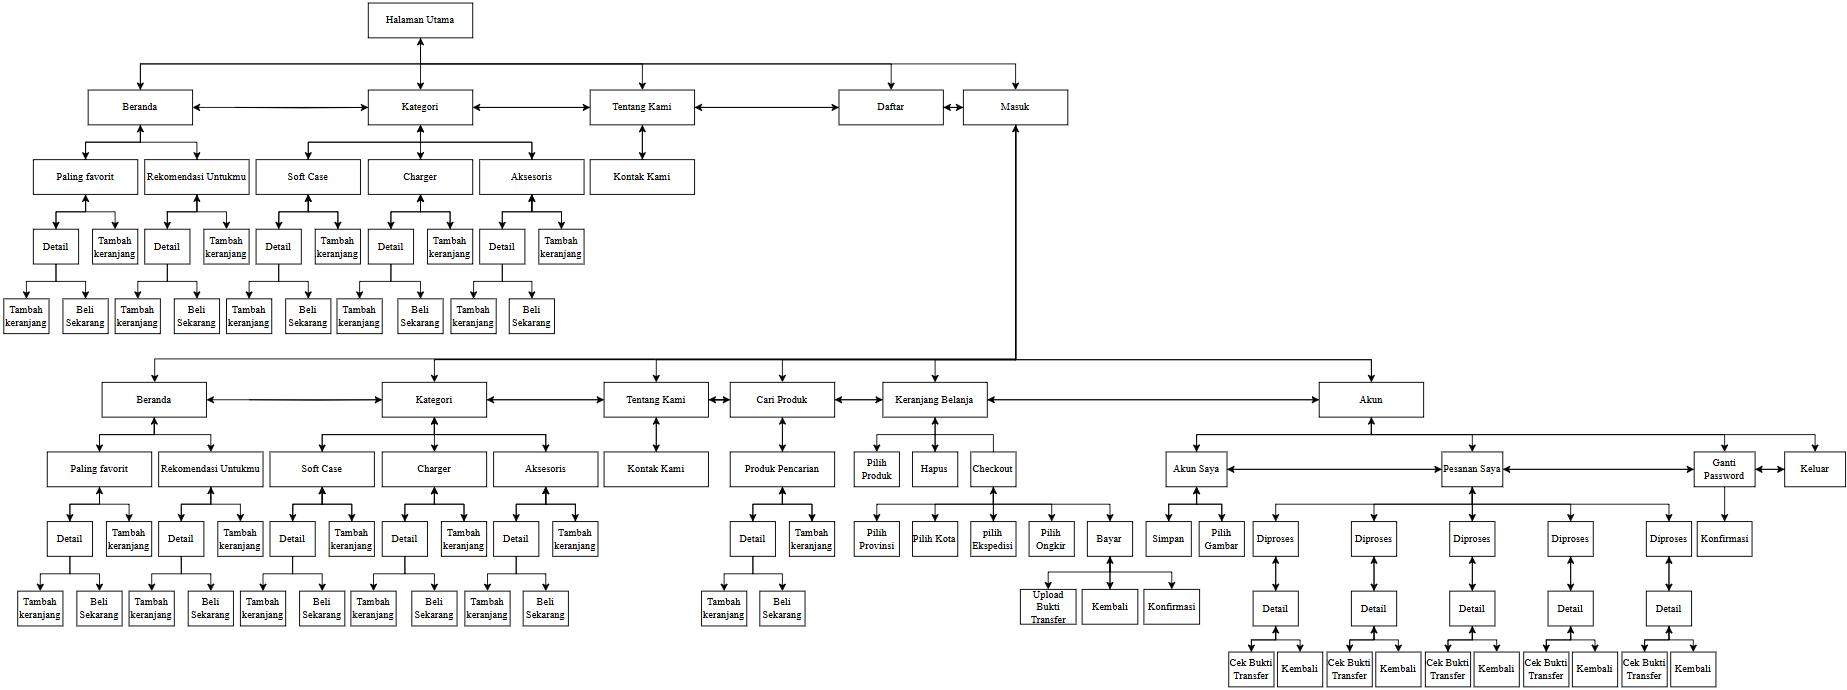 Halaman Utama
Beranda
Kategori
Tentang Kami
Daftar
Masuk
Paling favorit
Rekomendasi Untukmu
Soft Case
Charger
Aksesoris
Kontak Kami
Detail
Tambah
keranjang
Detail
Tambah
keranjang
Detail
Tambah
keranjang
Detail
Tambah
keranjang
Detail
Tambah
keranjang
Tambah
keranjang
Beli
Sekarang
Tambah
keranjang
Beli
Sekarang
Tambah
keranjang
Beli
Sekarang
Tambah
keranjang
Beli
Sekarang
Tambah
keranjang
Beli
Sekarang
Beranda
Kategori
Tentang Kami
Cari Produk
Keranjang Belanja
Akun
Paling favorit
Rekomendasi Untukmu
Soft Case
Charger
Aksesoris
Kontak Kami
Produk Pencarian
Pilih
Produk
Hapus
Checkout
Akun Saya
Pesanan Saya
Ganti
Password
Keluar
Detail
Tambah
keranjang
Detail
Tambah
keranjang
Detail
Tambah
keranjang
Detail
Tambah
keranjang
Detail
Tambah
keranjang
Detail
Tambah
keranjang
Pilih
Provinsi
Pilih Kota
pilih
Ekspedisi
Pilih
Ongkir
Bayar
Simpan
Pilih
Gambar
Diproses
Diproses
Diproses
Diproses
Diproses
Konfirmasi
Tambah
keranjang
Beli
Sekarang
Tambah
keranjang
Beli
Sekarang
Tambah
keranjang
Beli
Sekarang
Tambah
keranjang
Beli
Sekarang
Tambah
keranjang
Beli
Sekarang
Tambah
keranjang
Beli
Sekarang
Upload
Bukti
Transfer
Kembali
Konfirmasi
Detail
Detail
Detail
Detail
Detail
Cek Bukti
Transfer
Kembali
Cek Bukti
Transfer
Kembali
Cek Bukti
Transfer
Kembali
Cek Bukti
Transfer
Kembali
Cek Bukti
Transfer
Kembali